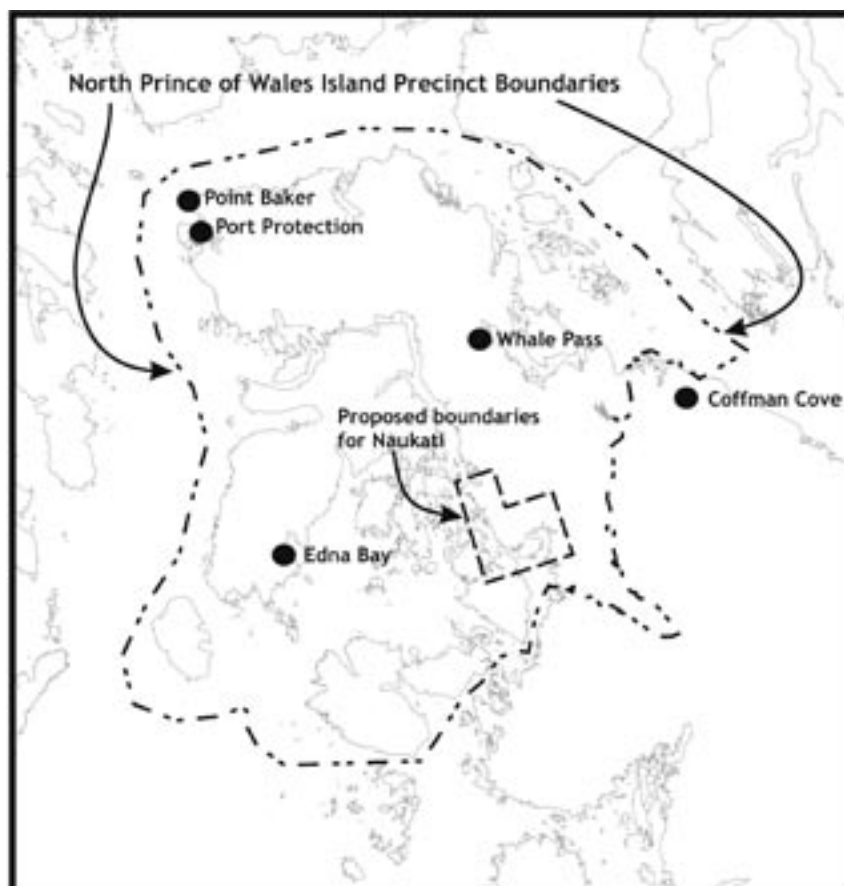 North Prince of Wales Island Precinct Boundaries
Point Baker
Port Protection
Whale Pass
Coffman Cove
Proposed boundaries
for Naukati
Edna Bay